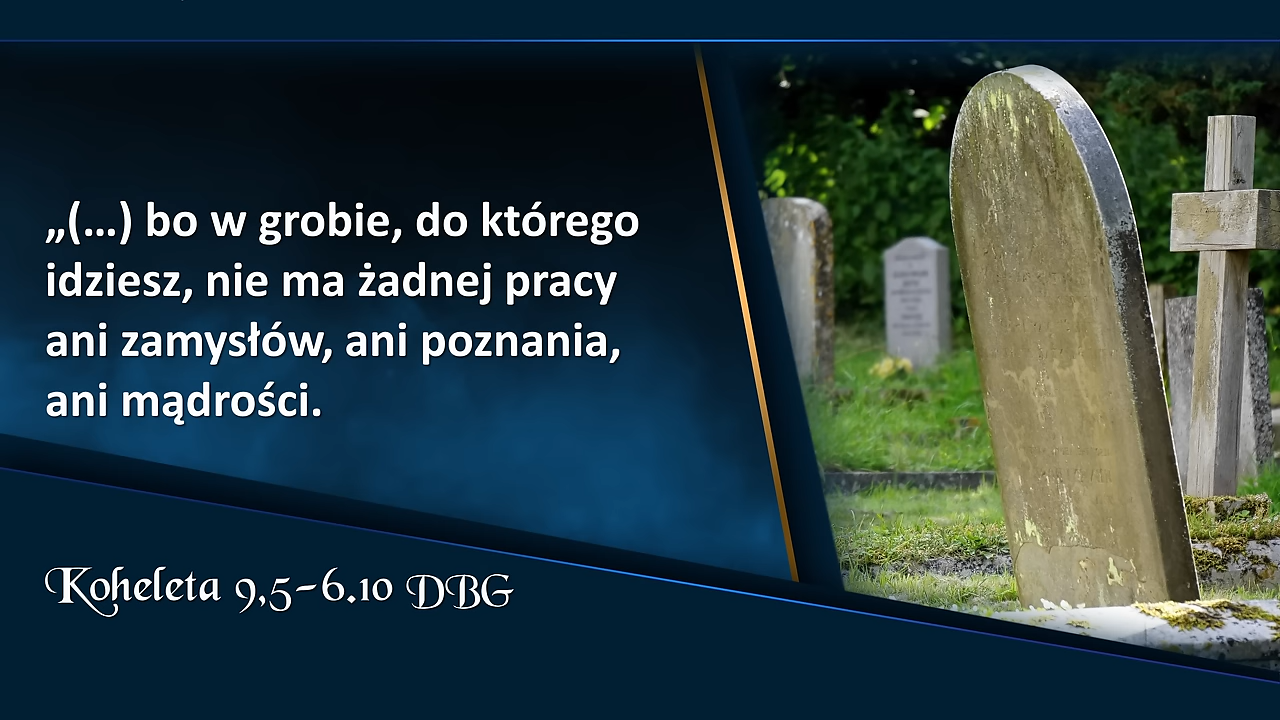 „(...) bo w grobie, do którego
idziesz, nie ma żadnej pracy
ani zamysłów, ani poznania,
ani mądrości.
Koheleta 9,5-6.10 DBG